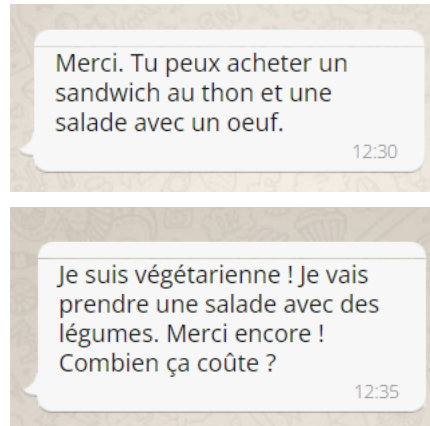 Merci. Tu peux acheter un
sandwich au thon et une
salade avec un oeuf.
12:30
Je suis végétarienne ! Je vais
prendre une salade avec des
légumes. Merci encore !
Combien ça coûte ?
12:35